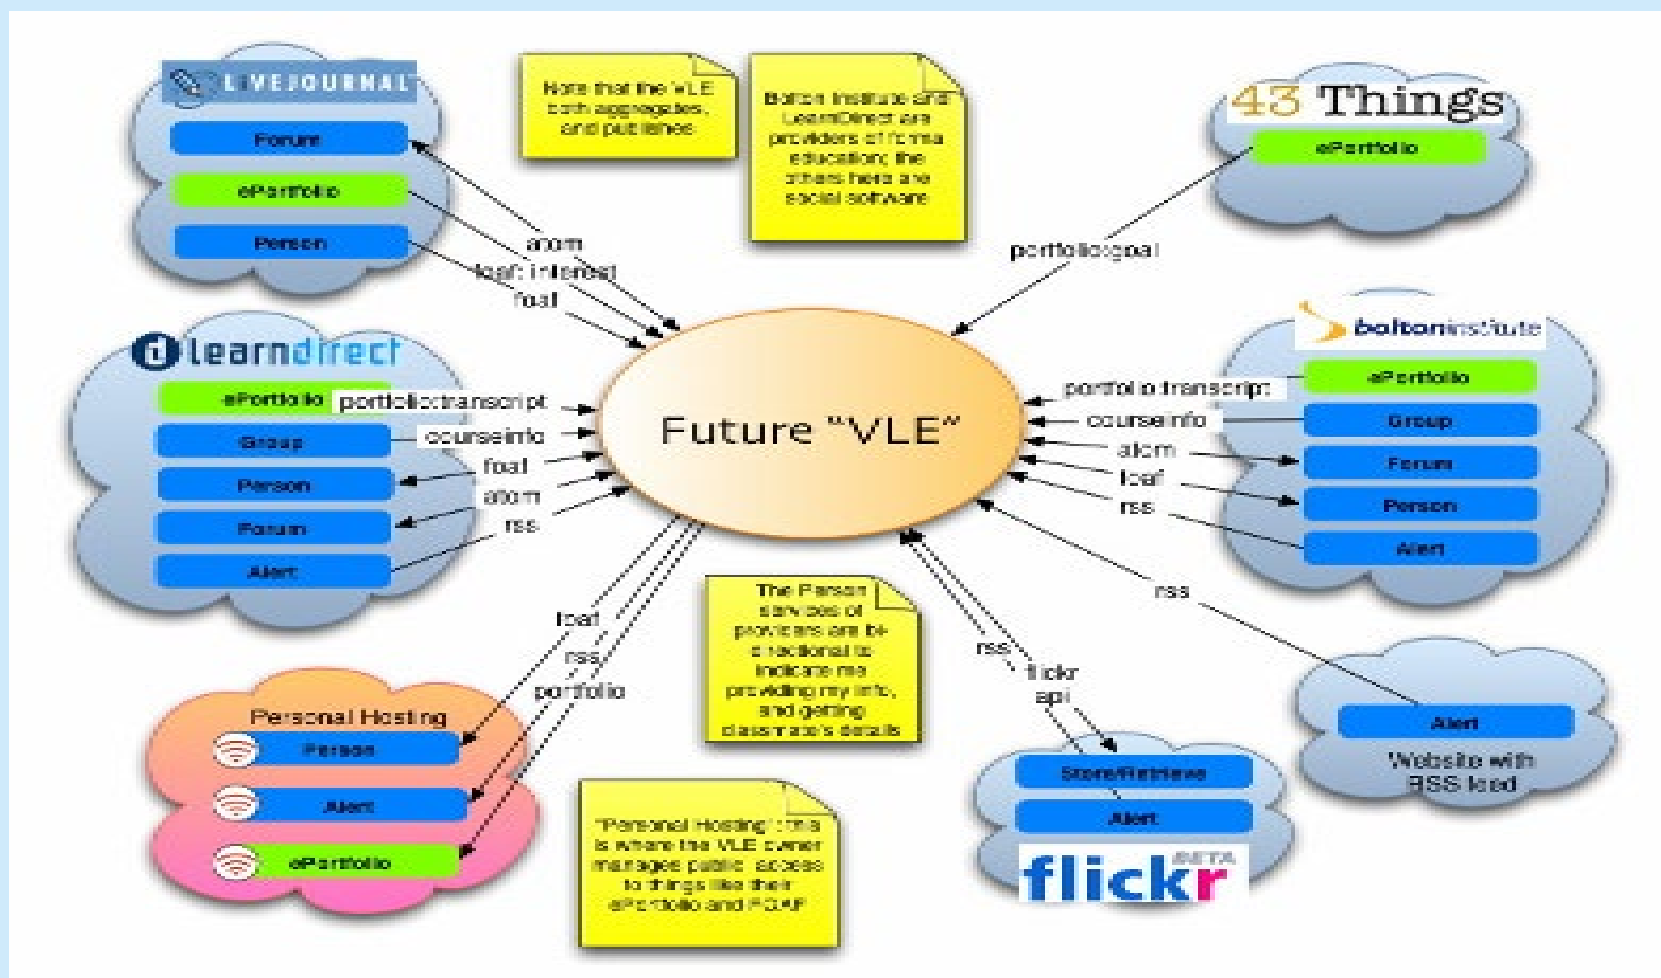 LIVEJOURNAL
Forum
ePortfolio
Person
Note that the VLE
both aggregates,
and publishes
Bolton Institute and
LearnDirect are
providers of forma
education; the
others here are
social software
43 Things
ePortfolio
atom
foaf: interest
foaf
portfolio:goal
learndirect
ePortfolio
Group
Person
Forum
Alert
portfolio:transcript
courseinfo
foaf
atom
rss
Future "VLE"
portfolio:transcript
courseinfo
atom
foaf
rss
boltoninstitute
ePortfolio
Group
Forum
Person
Alert
foaf
rss
portfolio
The Person
services of
providers are bi-
directional to
indicate me
providing my info,
and getting
classmate's details
rss
flickr
api
rss
Personal Hosting
Person
Alert
ePortfolio
"Personal Hosting": this
is where the VLE owner
manages public access
to things like their
ePortfolio and FOAF
Store/Retrieve
Alert
flickr
BETA
Alert
Website with
RSS feed